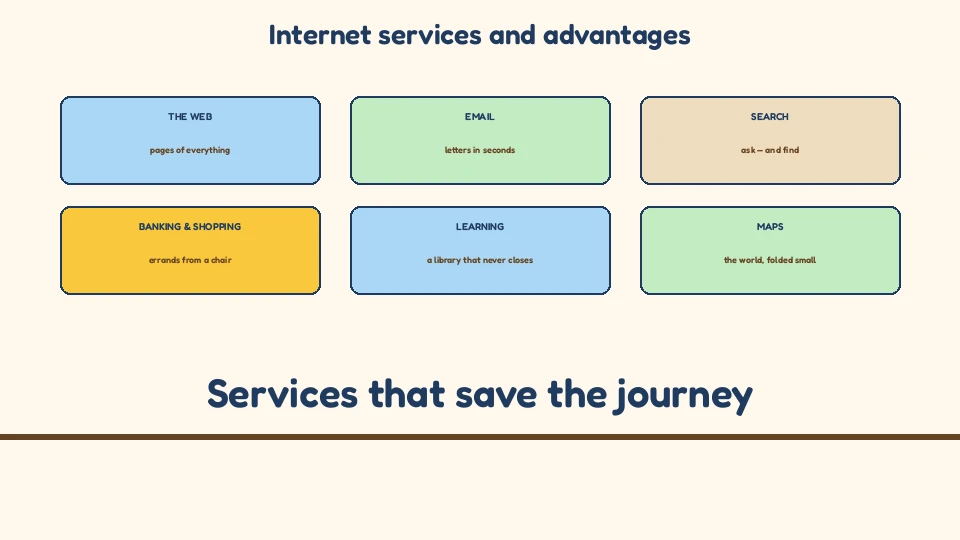 Internet services and advantages
THE WEB
pages of everything
EMAIL
letters in seconds
SEARCH
ask — and find
BANKING & SHOPPING
errands from a chair
LEARNING
a library that never closes
MAPS
the world, folded small
Services that save the journey